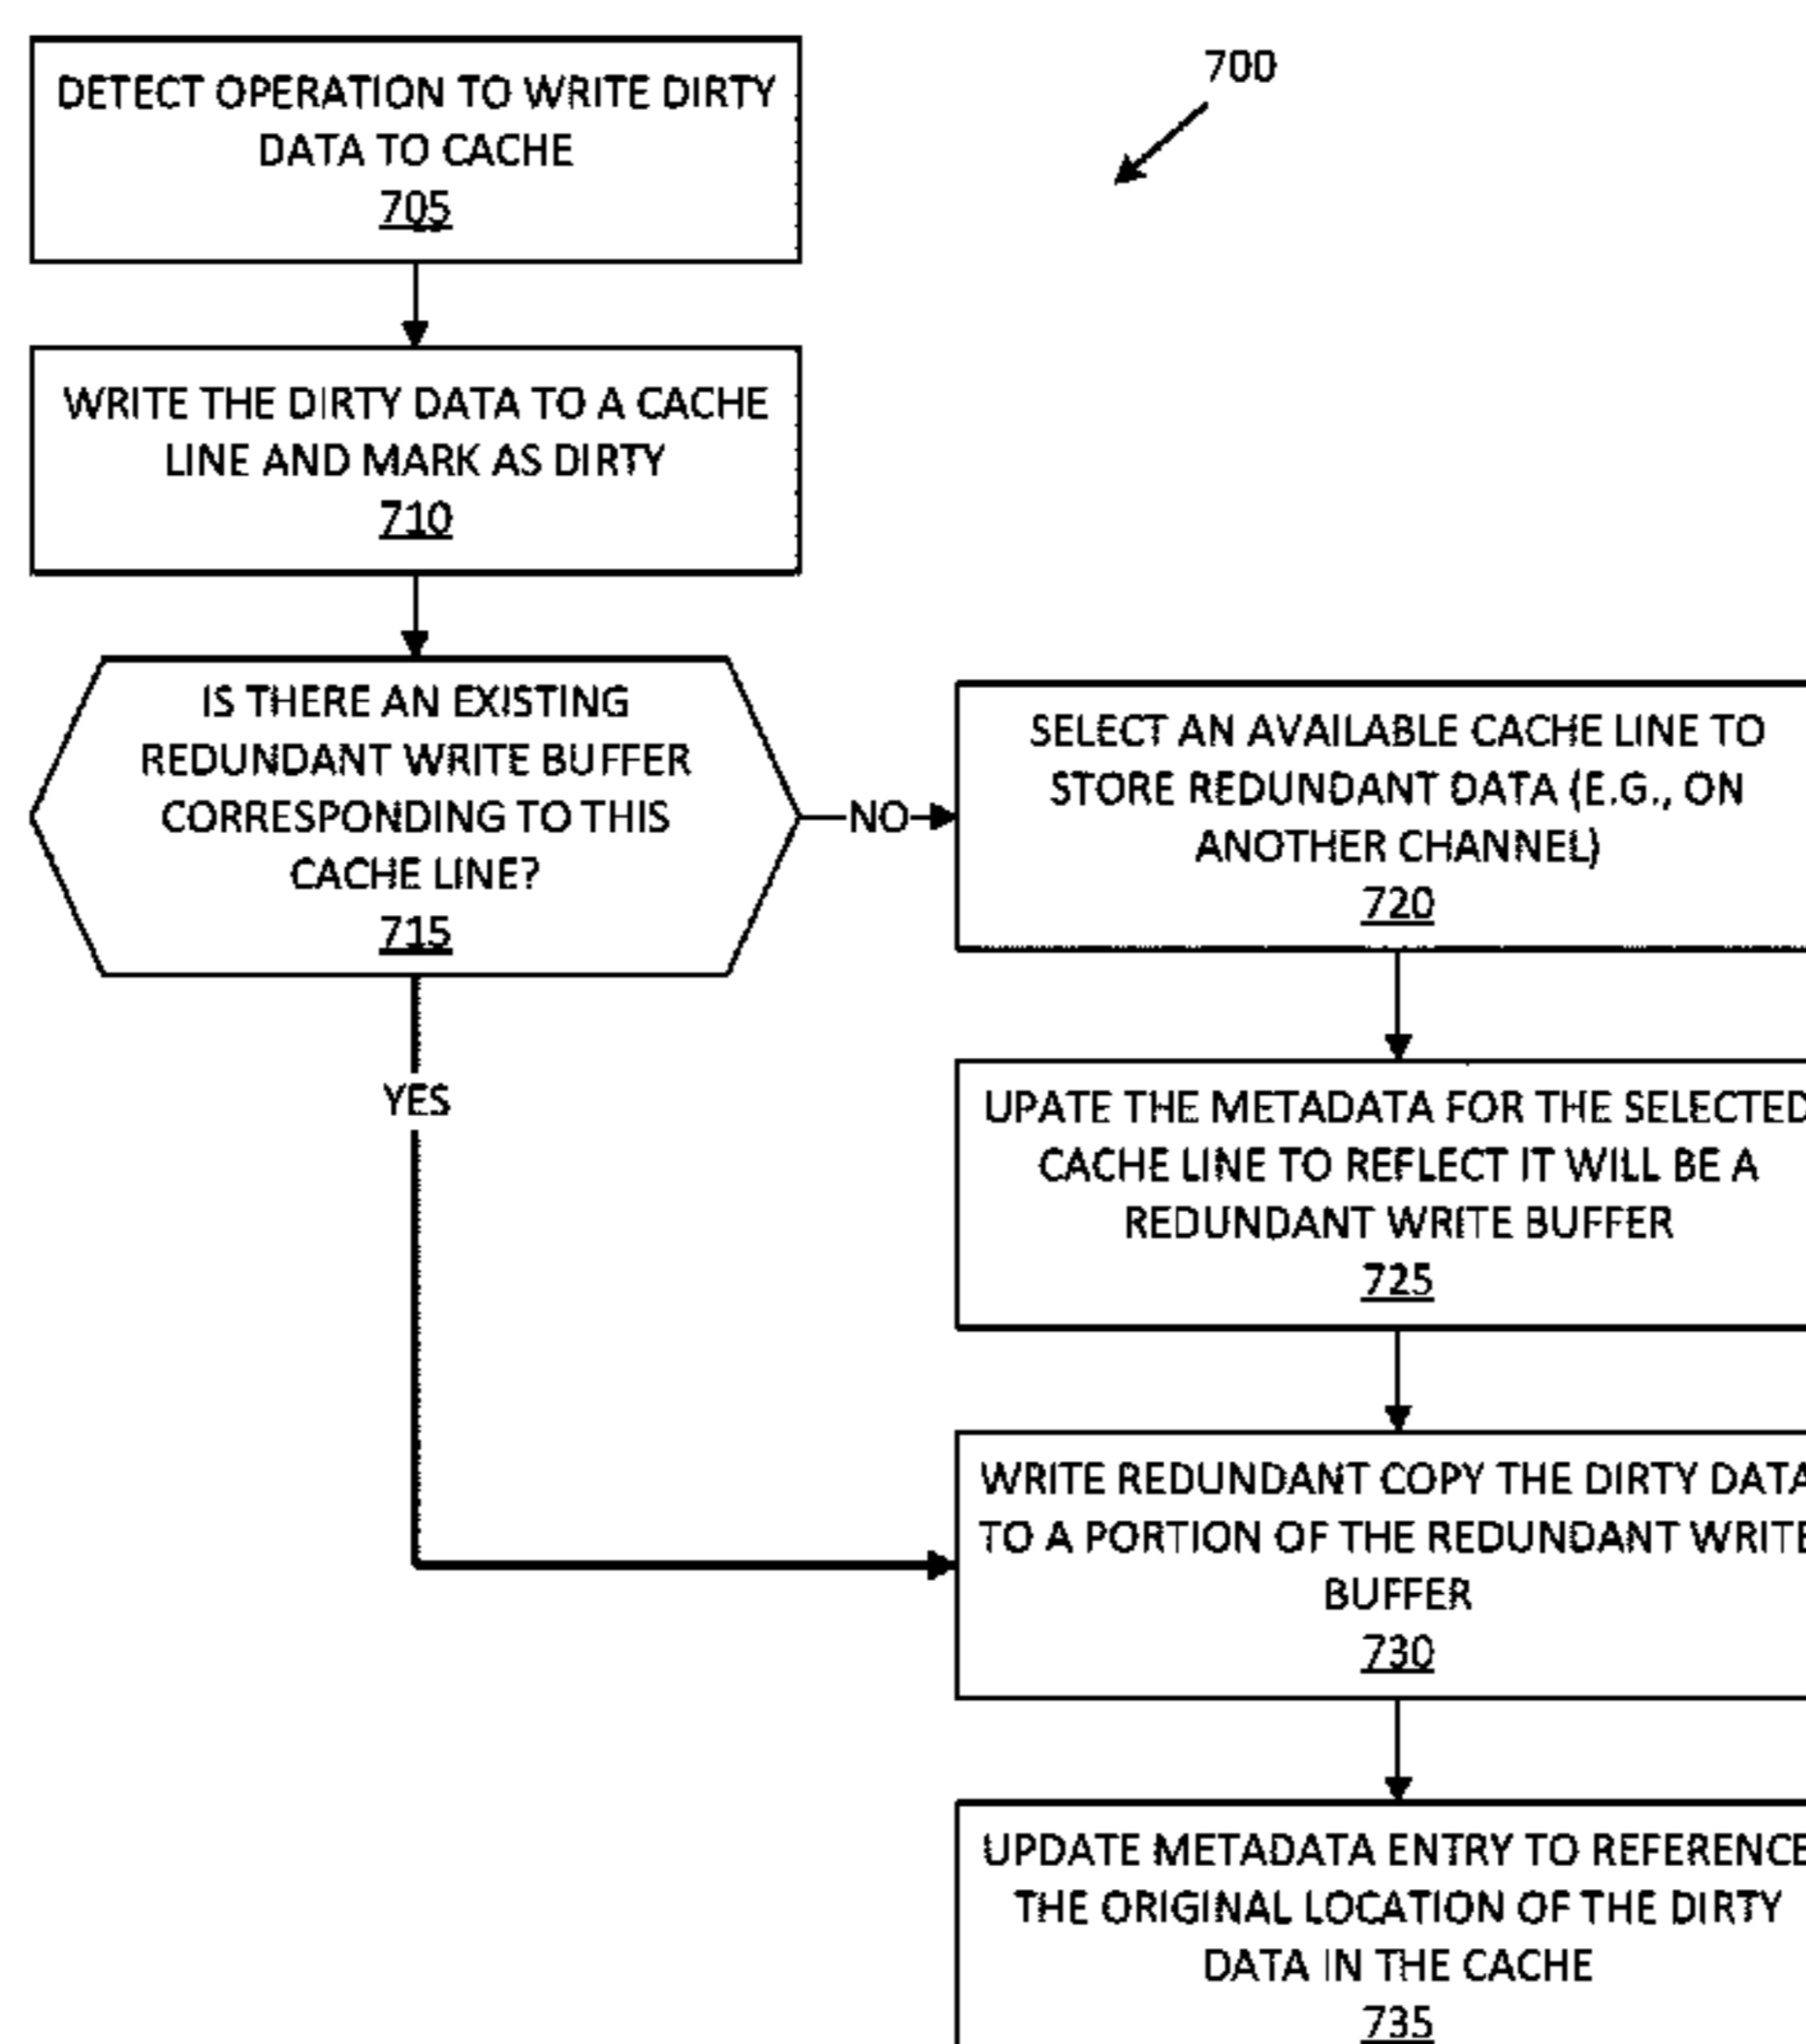 700
DETECT OPERATION TO WRITE DIRTY
DATA TO CACHE
705
WRITE THE DIRTY DATA TO A CACHE
LINE AND MARK AS DIRTY
710
IS THERE AN EXISTING
REDUNDANT WRITE BUFFER
CORRESPONDING TO THIS
CACHE LINE?
715
NO
YES
SELECT AN AVAILABLE CACHE LINE TO
STORE REDUNDANT DATA (E.G., ON
ANOTHER CHANNEL)
720
UPATE THE METADATA FOR THE SELECTED
CACHE LINE TO REFLECT IT WILL BE A
REDUNDANT WRITE BUFFER
725
WRITE REDUNDANT COPY THE DIRTY DATA
TO A PORTION OF THE REDUNDANT WRITE
BUFFER
730
UPDATE METADATA ENTRY TO REFERENCE
THE ORIGINAL LOCATION OF THE DIRTY
DATA IN THE CACHE
735